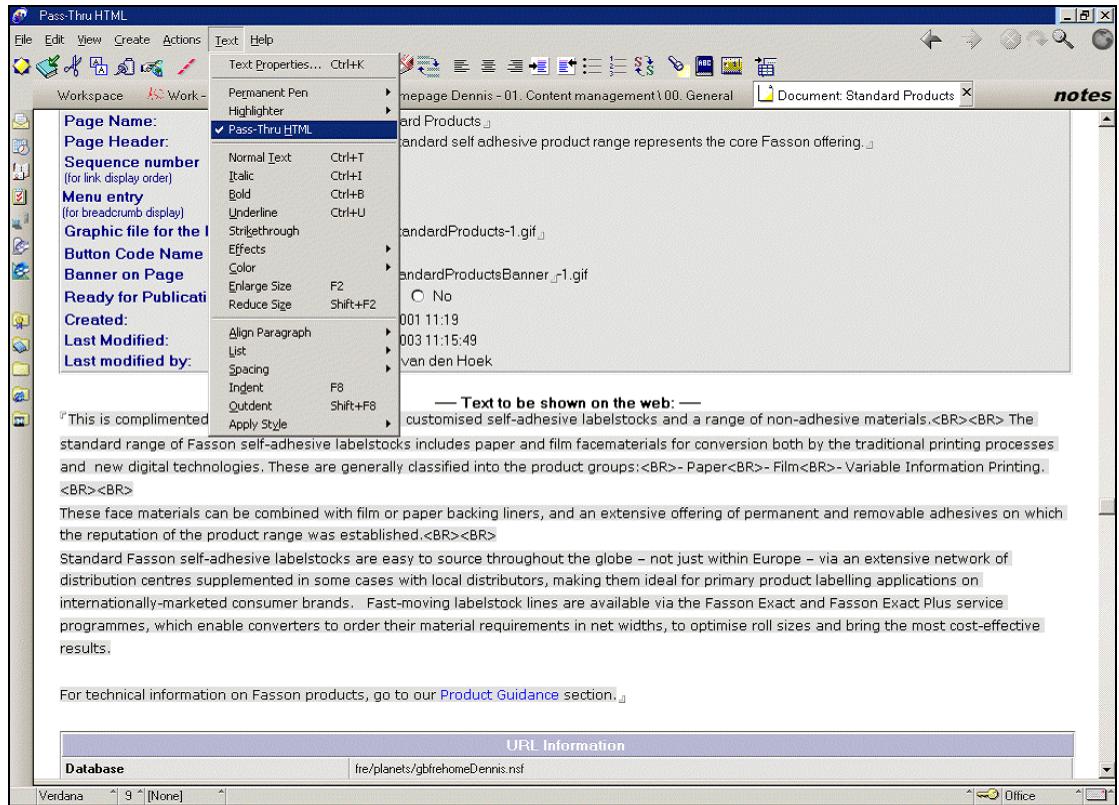 Pass-Thru HTML
File Edit View Create Actions Text Help
Workspace Work - mepage Dennis - 01. Content management \ 00. General Document: Standard Products notes
Text Properties... Ctrl+K
Permanent Pen
Highlighter
Pass-Thru HTML
Normal Text Ctrl+T
Italic Ctrl+I
Bold Ctrl+B
Underline Ctrl+U
Strikethrough
Effects
Color
Enlarge Size F2
Reduce Size Shift+F2
Align Paragraph
List
Spacing
Indent F8
Outdent Shift+F8
Apply Style
Page Name: ard Products
Page Header: tandard self adhesive product range represents the core Fasson offering.
Sequence number
(for link display order)
Menu entry
(for breadcrumb display)
Graphic file for the l tandardProducts-1.gif
Button Code Name
Banner on Page andardProductsBanner -1.gif
Ready for Publicati No
Created: 001 11:19
Last Modified: 003 11:15:49
Last modified by: van den Hoek
— Text to be shown on the web: —
This is complimented customised self-adhesive labelstocks and a range of non-adhesive materials.<BR><BR> The
standard range of Fasson self-adhesive labelstocks includes paper and film facematerials for conversion both by the traditional printing processes
and new digital technologies. These are generally classified into the product groups:<BR>- Paper<BR>- Film<BR>- Variable Information Printing.
<BR><BR>
These face materials can be combined with film or paper backing liners, and an extensive offering of permanent and removable adhesives on which
the reputation of the product range was established.<BR><BR>
Standard Fasson self-adhesive labelstocks are easy to source throughout the globe – not just within Europe – via an extensive network of
distribution centres supplemented in some cases with local distributors, making them ideal for primary product labelling applications on
internationally-marketed consumer brands. Fast-moving labelstock lines are available via the Fasson Exact and Fasson Exact Plus service
programmes, which enable converters to order their material requirements in net widths, to optimise roll sizes and bring the most cost-effective
results.
For technical information on Fasson products, go to our Product Guidance section.
URL Information
Database fre/planets/gbfrehomeDennis.nsf
Verdana 9 [None] Office